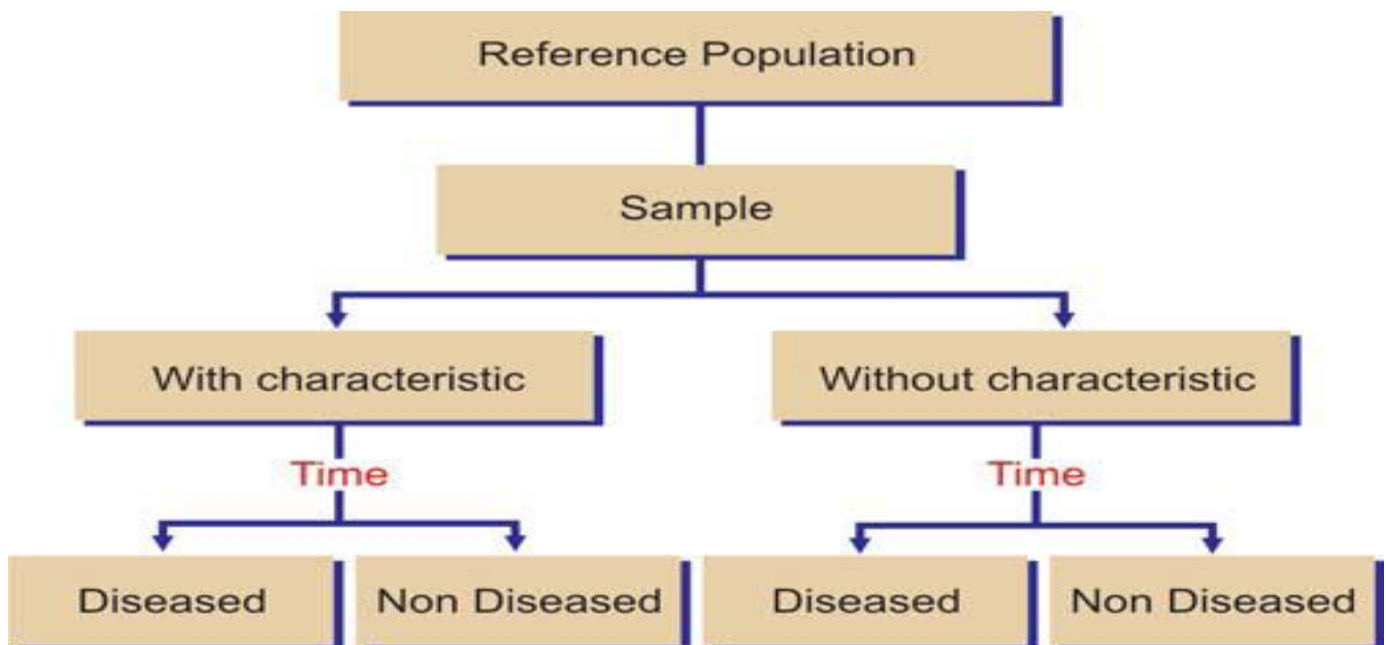 Reference Population
Sample
With characteristic
Without characteristic
Time
Time
Diseased
Non Diseased
Diseased
Non Diseased